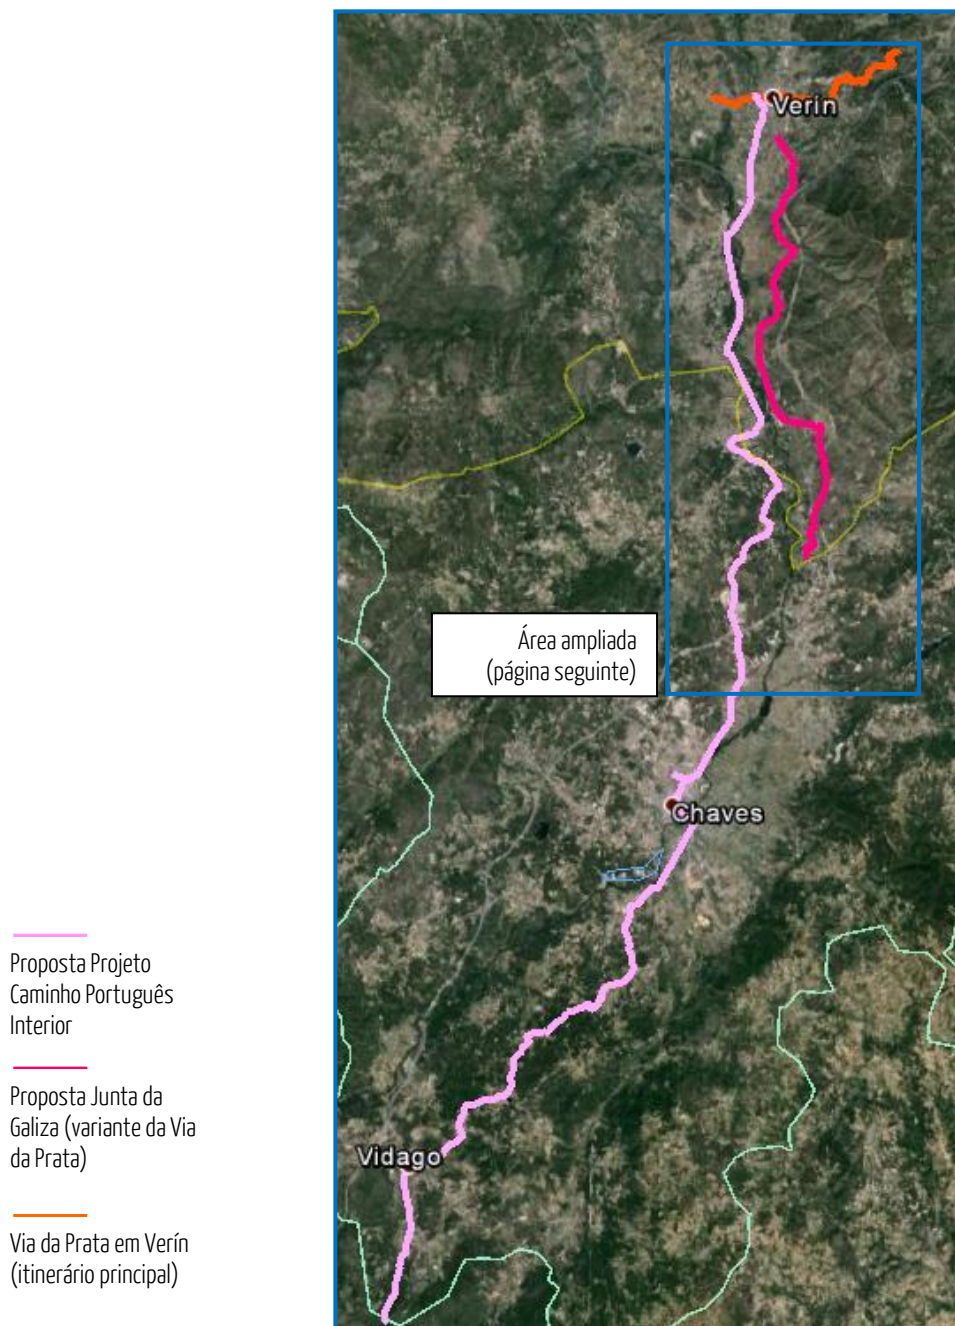 Verin
Área ampliada
(página seguinte)
Chaves
Vidago
Proposta Projeto
Caminho Português
Interior
Proposta Junta da
Galiza (variante da Via
da Prata)
Via da Prata em Verín
(itinerário principal)